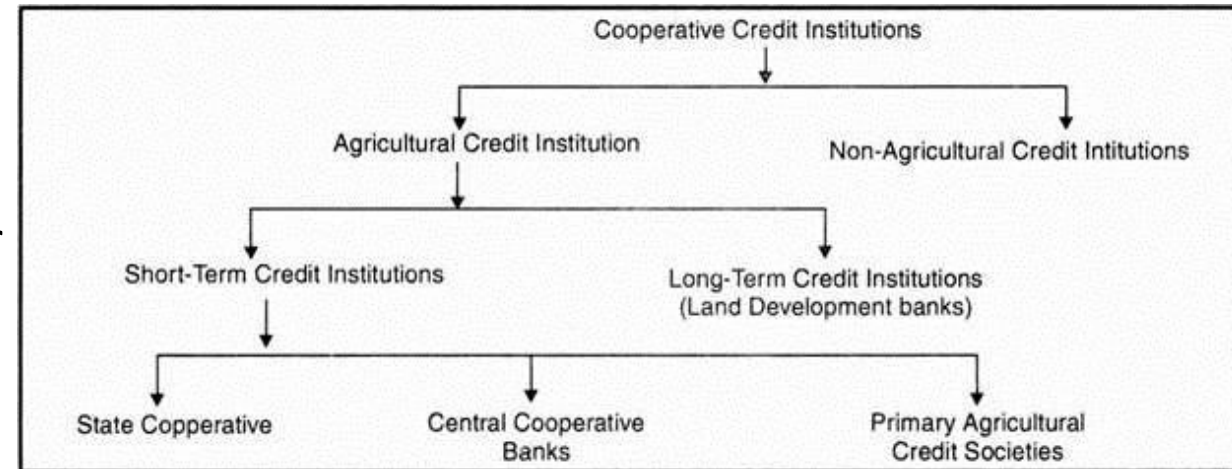 Cooperative Credit Institutions
Agricultural Credit Institution
Non-Agricultural Credit Intitutions
Short-Term Credit Institutions
Long-Term Credit Institutions
(Land Development banks)
State Copperative
Central Cooperative
Banks
Primary Agricultural
Credit Societies